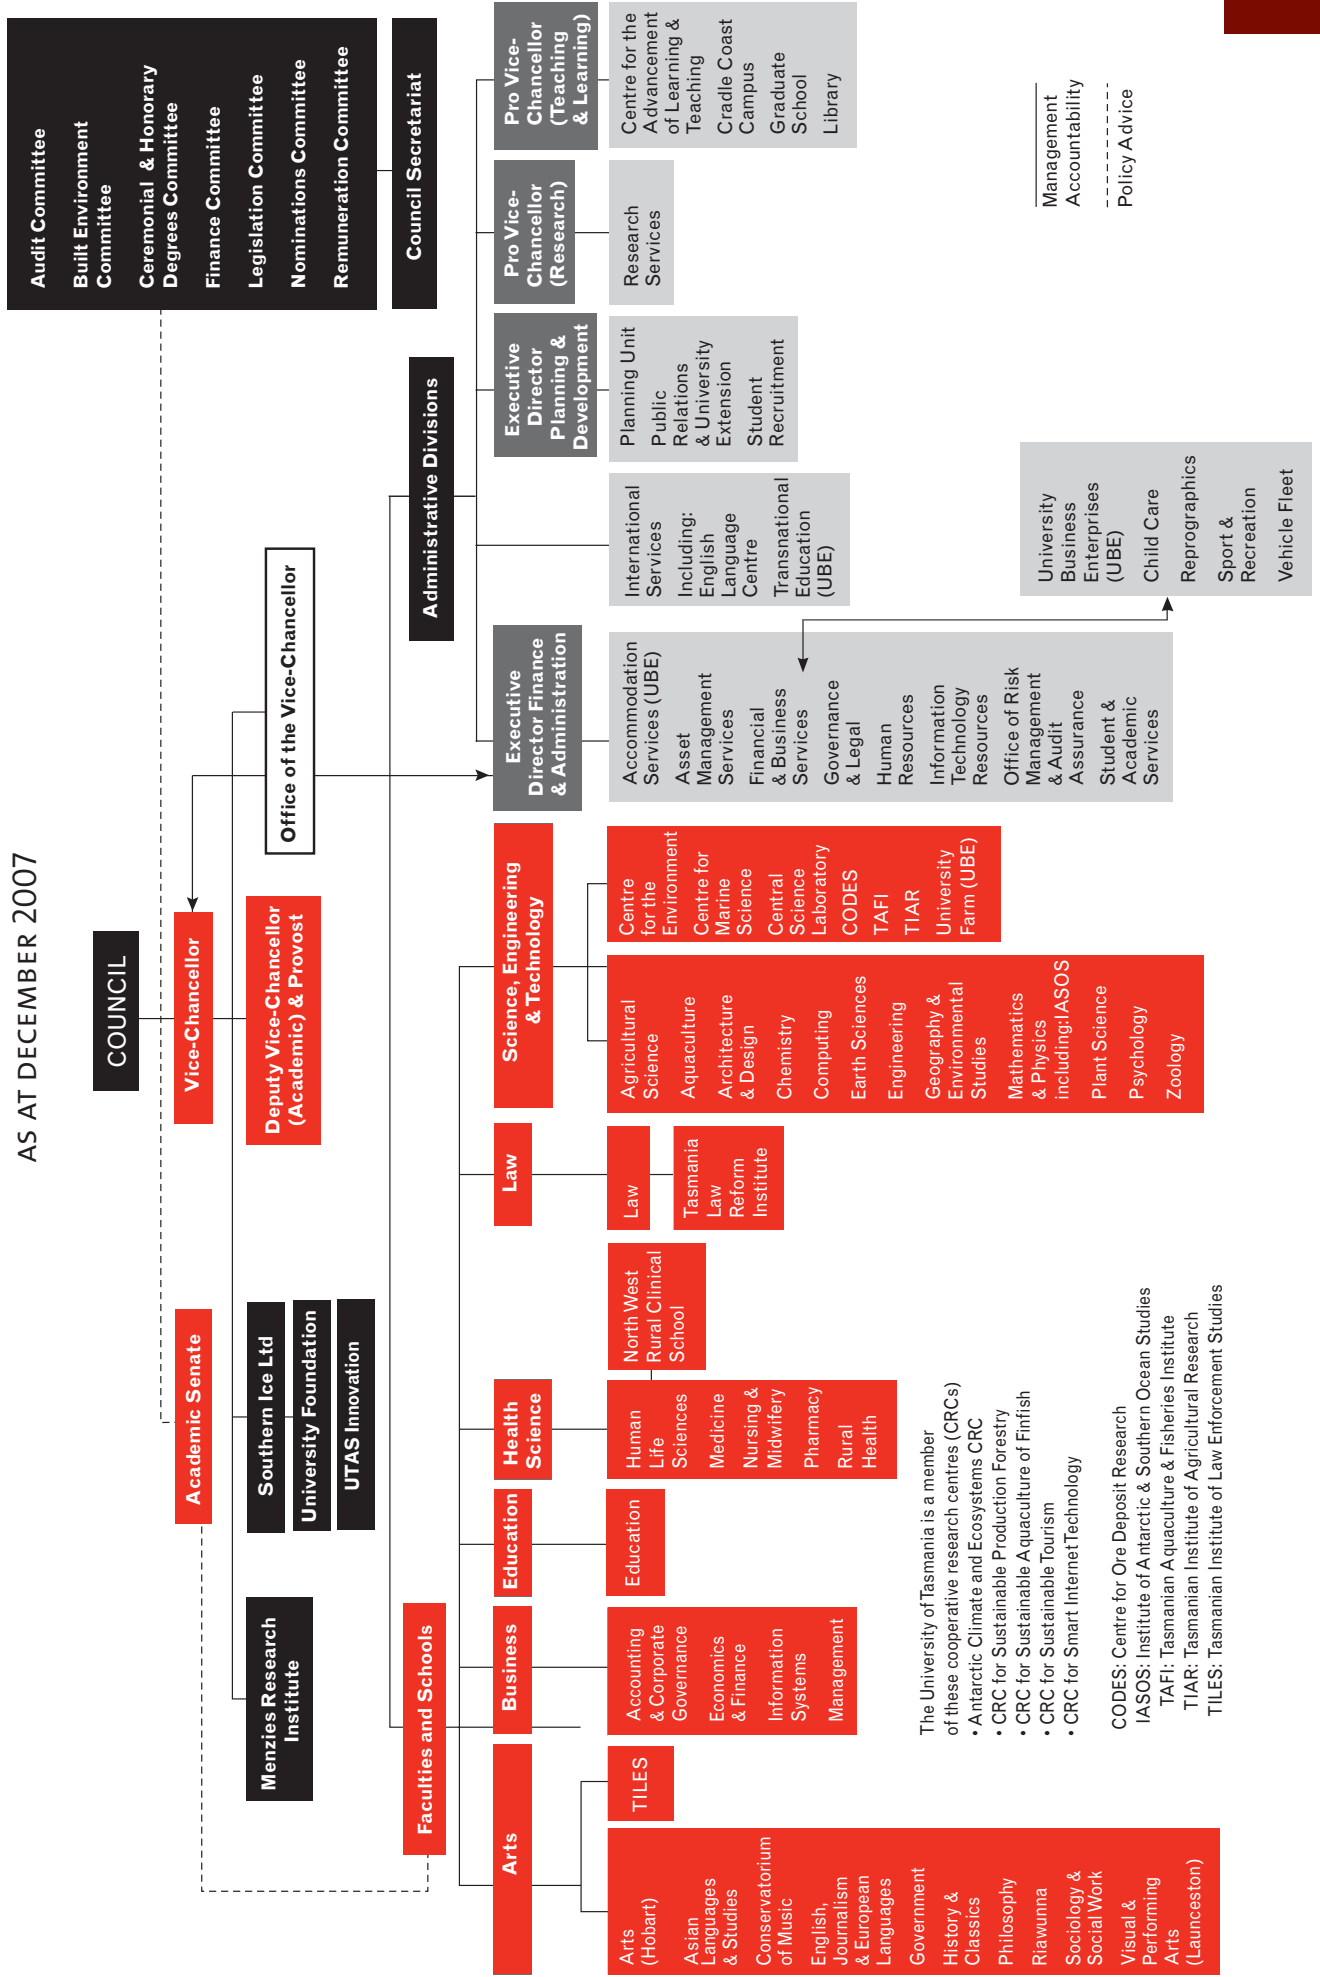 AS AT DECEMBER 2007
COUNCIL
Audit Committee
Built Environment
Committee
Ceremonial & Honorary
Degrees Committee
Finance Committee
Legislation Committee
Nominations Committee
Remuneration Committee
Council Secretariat
Academic Senate
Vice-Chancellor
Menzies Research
Institute
Southern Ice Ltd
University Foundation
UTAS Innovation
Deputy Vice-Chancellor
(Academic) & Provost
Office of the Vice-Chancellor
Faculties and Schools
Administrative Divisions
Arts
Arts
(Hobart)
Asian
Languages
& Studies
Conservatorium
of Music
English,
Journalism
& European
Languages
Government
History &
Classics
Philosophy
Riawunna
Sociology &
Social Work
Visual &
Performing
Arts
(Launceston)
TILES
Business
Accounting
& Corporate
Governance
Economics
& Finance
Information
Systems
Management
Education
Education
Health
Science
Human
Life
Sciences
Medicine
Nursing &
Midwifery
Pharmacy
Rural
Health
North West
Rural Clinical
School
Law
Law
Tasmania
Law
Reform
Institute
Science, Engineering
& Technology
Agricultural
Science
Aquaculture
Architecture
& Design
Chemistry
Computing
Earth Sciences
Engineering
Geography &
Environmental
Studies
Mathematics
& Physics
including:IASOS
Plant Science
Psychology
Zoology
Centre
for the
Environment
Centre for
Marine
Science
Central
Science
Laboratory
CODES
TAFI
TIAR
University
Farm (UBE)
Executive
Director Finance
& Administration
Accommodation
Services (UBE)
Asset
Management
Services
Financial
& Business
Services
Governance
& Legal
Human
Resources
Information
Technology
Resources
Office of Risk
Management
& Audit
Assurance
Student &
Academic
Services
International
Services
Including:
English
Language
Centre
Transnational
Education
(UBE)
Executive
Director
Planning &
Development
Planning Unit
Public
Relations
& University
Extension
Student
Recruitment
Pro Vice-
Chancellor
(Research)
Research
Services
Pro Vice-
Chancellor
(Teaching
& Learning)
Centre for the
Advancement
of Learning &
Teaching
Cradle Coast
Campus
Graduate
School
Library
University
Business
Enterprises
(UBE)
Child Care
Reprographics
Sport &
Recreation
Vehicle Fleet
Management
Accountability
Policy Advice
The University of Tasmania is a member
of these cooperative research centres (CRCs)
• Antarctic Climate and Ecosystems CRC
• CRC for Sustainable Production Forestry
• CRC for Sustainable Aquaculture of Finfish
• CRC for Sustainable Tourism
• CRC for Smart Internet Technology
CODES: Centre for Ore Deposit Research
IASOS: Institute of Antarctic & Southern Ocean Studies
TAFI: Tasmanian Aquaculture & Fisheries Institute
TIAR: Tasmanian Institute of Agricultural Research
TILES: Tasmanian Institute of Law Enforcement Studies